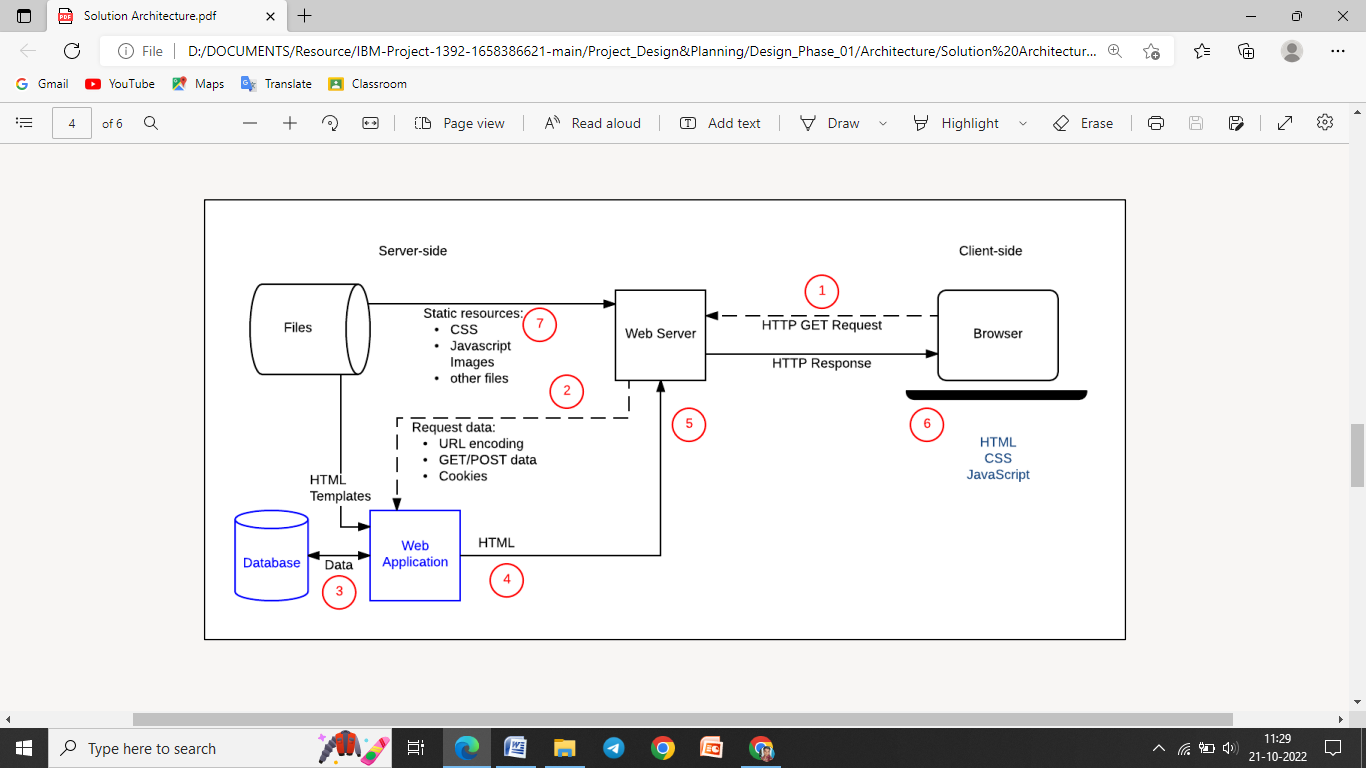 Solution Architecture.pdf
File
D:/DOCUMENTS/Resource/IBM-Project-1392-1658386621-main/Project_Design&Planning/Design_Phase_01/Architecture/Solution%20Architectur...
Gmail
YouTube
Maps
Translate
Classroom
4
of 6
Page view
Read aloud
Add text
Draw
Highlight
Erase
Server-side
Client-side
Files
Static resources:
• CSS
• Javascript
Images
• other files
7
Web Server
1
HTTP GET Request
HTTP Response
Browser
2
Request data:
• URL encoding
• GET/POST data
• Cookies
5
6
HTML
CSS
JavaScript
HTML
Templates
Database
Data
3
Web
Application
HTML
4
Type here to search
11:29
21-10-2022